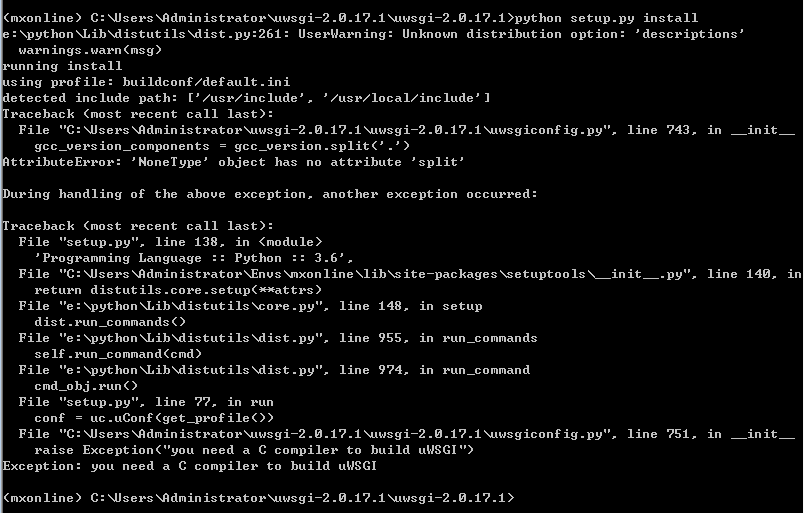 (mxonline) C:\Users\Administrator\uwsgi-2.0.17.1\uwsgi-2.0.17.1>python setup.py install
e:\python\Lib\distutils\dist.py:261: UserWarning: Unknown distribution option: 'descriptions'
  warnings.warn(msg)
running install
using profile: buildconf/default.ini
detected include path: ['/usr/include', '/usr/local/include']
Traceback (most recent call last):
  File "C:\Users\Administrator\uwsgi-2.0.17.1\uwsgi-2.0.17.1\uwsgiconfig.py", line 743, in __init__
    gcc_version_components = gcc_version.split('.')
AttributeError: 'NoneType' object has no attribute 'split'

During handling of the above exception, another exception occurred:

Traceback (most recent call last):
  File "setup.py", line 138, in <module>
    'Programming Language :: Python :: 3.6',
  File "C:\Users\Administrator\Envs\mxonline\lib\site-packages\setuptools\__init__.py", line 140, in
    return distutils.core.setup(**attrs)
  File "e:\python\Lib\distutils\core.py", line 148, in setup
    dist.run_commands()
  File "e:\python\Lib\distutils\dist.py", line 955, in run_commands
    self.run_command(cmd)
  File "e:\python\Lib\distutils\dist.py", line 974, in run_command
    cmd_obj.run()
  File "setup.py", line 77, in run
    conf = uc.uConf(get_profile())
  File "C:\Users\Administrator\uwsgi-2.0.17.1\uwsgi-2.0.17.1\uwsgiconfig.py", line 751, in __init__
    raise Exception("you need a C compiler to build uWSGI")
Exception: you need a C compiler to build uWSGI

(mxonline) C:\Users\Administrator\uwsgi-2.0.17.1\uwsgi-2.0.17.1>